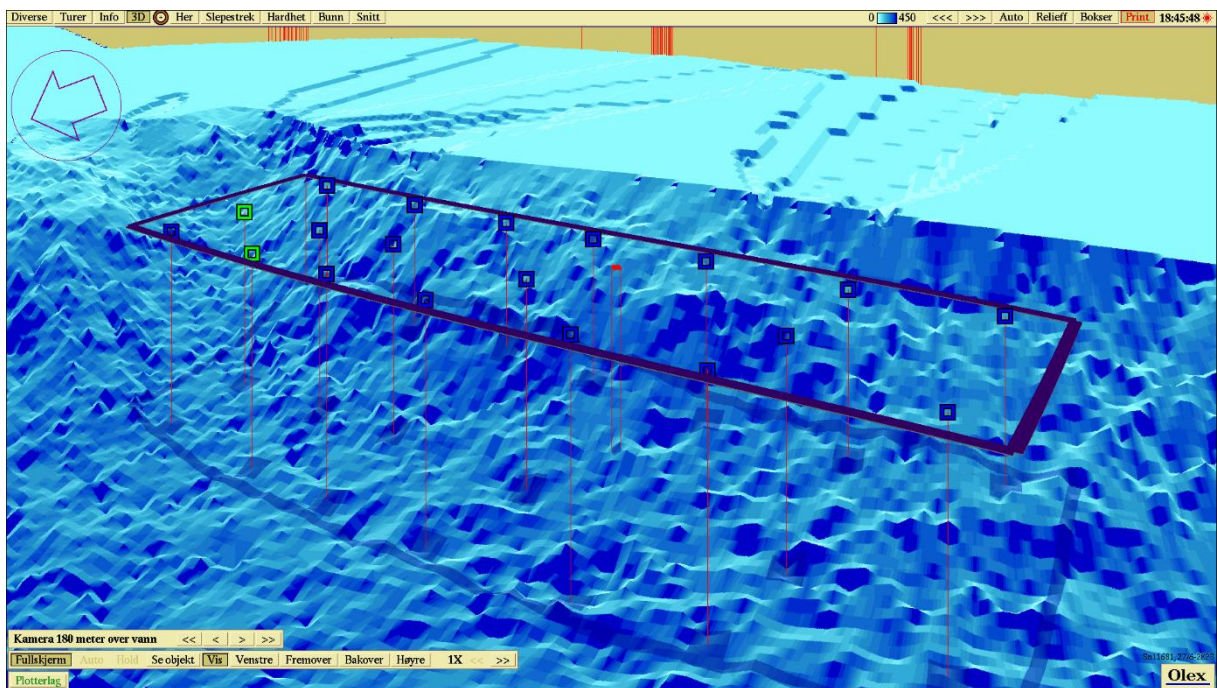 Diverse Turer Info 3D Her Slepestrek Hardhet Bunn Snitt 0 450 <<< >>> Auto Relieff Bokser Print 18:45:48
Kamera 180 meter over vann << < > >>
Fullskjerm Auto Hold Se objekt Vis Venstre Fremover Bakover Høyre 1X << >>
Plotterlag
Olex